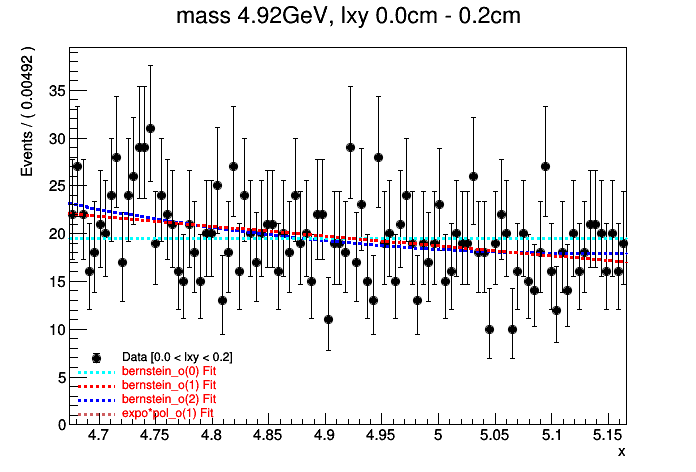 mass 4.92GeV, lxy 0.0cm - 0.2cm
Events / ( 0.00492 )
35
30
25
20
15
10
5
0
Data [0.0 < lxy < 0.2]
bernstein_o(0) Fit
bernstein_o(1) Fit
bernstein_o(2) Fit
expo*pol_o(1) Fit
4.7 4.75 4.8 4.85 4.9 4.95 5 5.05 5.1 5.15
x